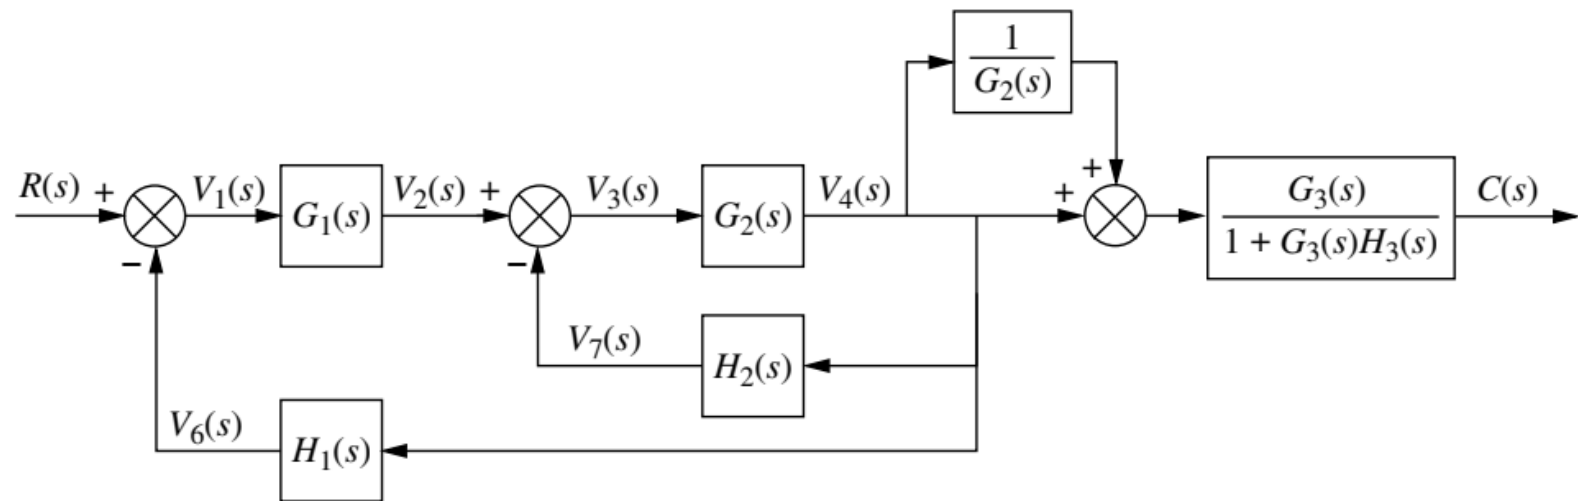 1
G₂(s)
R(s) + V₁(s) G₁(s) V₂(s) + V₃(s) G₂(s) V₄(s) + + G₃(s) C(s)
1 + G₃(s)H₃(s)
− −
V₇(s) H₂(s)
V₆(s) H₁(s)